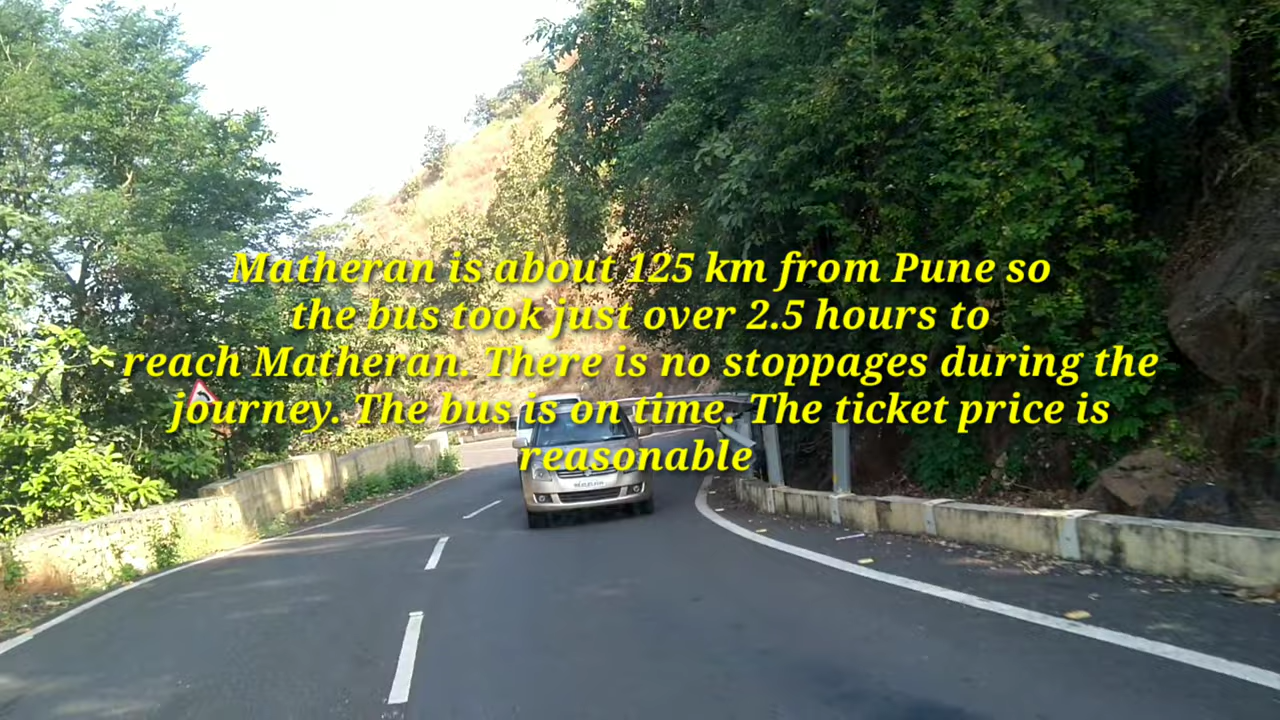 Matheran is about 125 km from Pune so
the bus took just over 2.5 hours to
reach Matheran. There is no stoppages during the
journey. The bus is on time. The ticket price is
reasonable